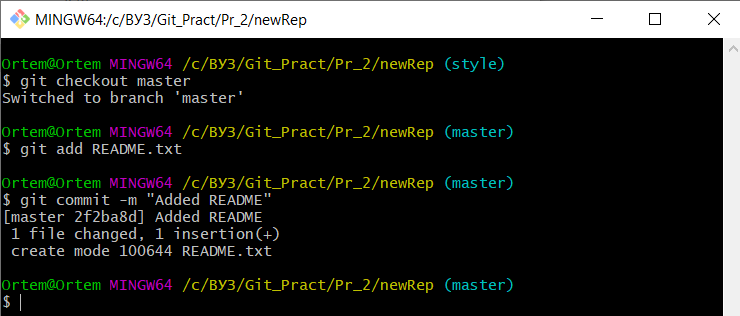 MINGW64:/c/ВУЗ/Git_Pract/Pr_2/newRep
Ortem@Ortem MINGW64 /c/ВУЗ/Git_Pract/Pr_2/newRep (style)
$ git checkout master
Switched to branch 'master'
Ortem@Ortem MINGW64 /c/ВУЗ/Git_Pract/Pr_2/newRep (master)
$ git add README.txt
Ortem@Ortem MINGW64 /c/ВУЗ/Git_Pract/Pr_2/newRep (master)
$ git commit -m "Added README"
[master 2f2ba8d] Added README
 1 file changed, 1 insertion(+)
 create mode 100644 README.txt
Ortem@Ortem MINGW64 /c/ВУЗ/Git_Pract/Pr_2/newRep (master)
$